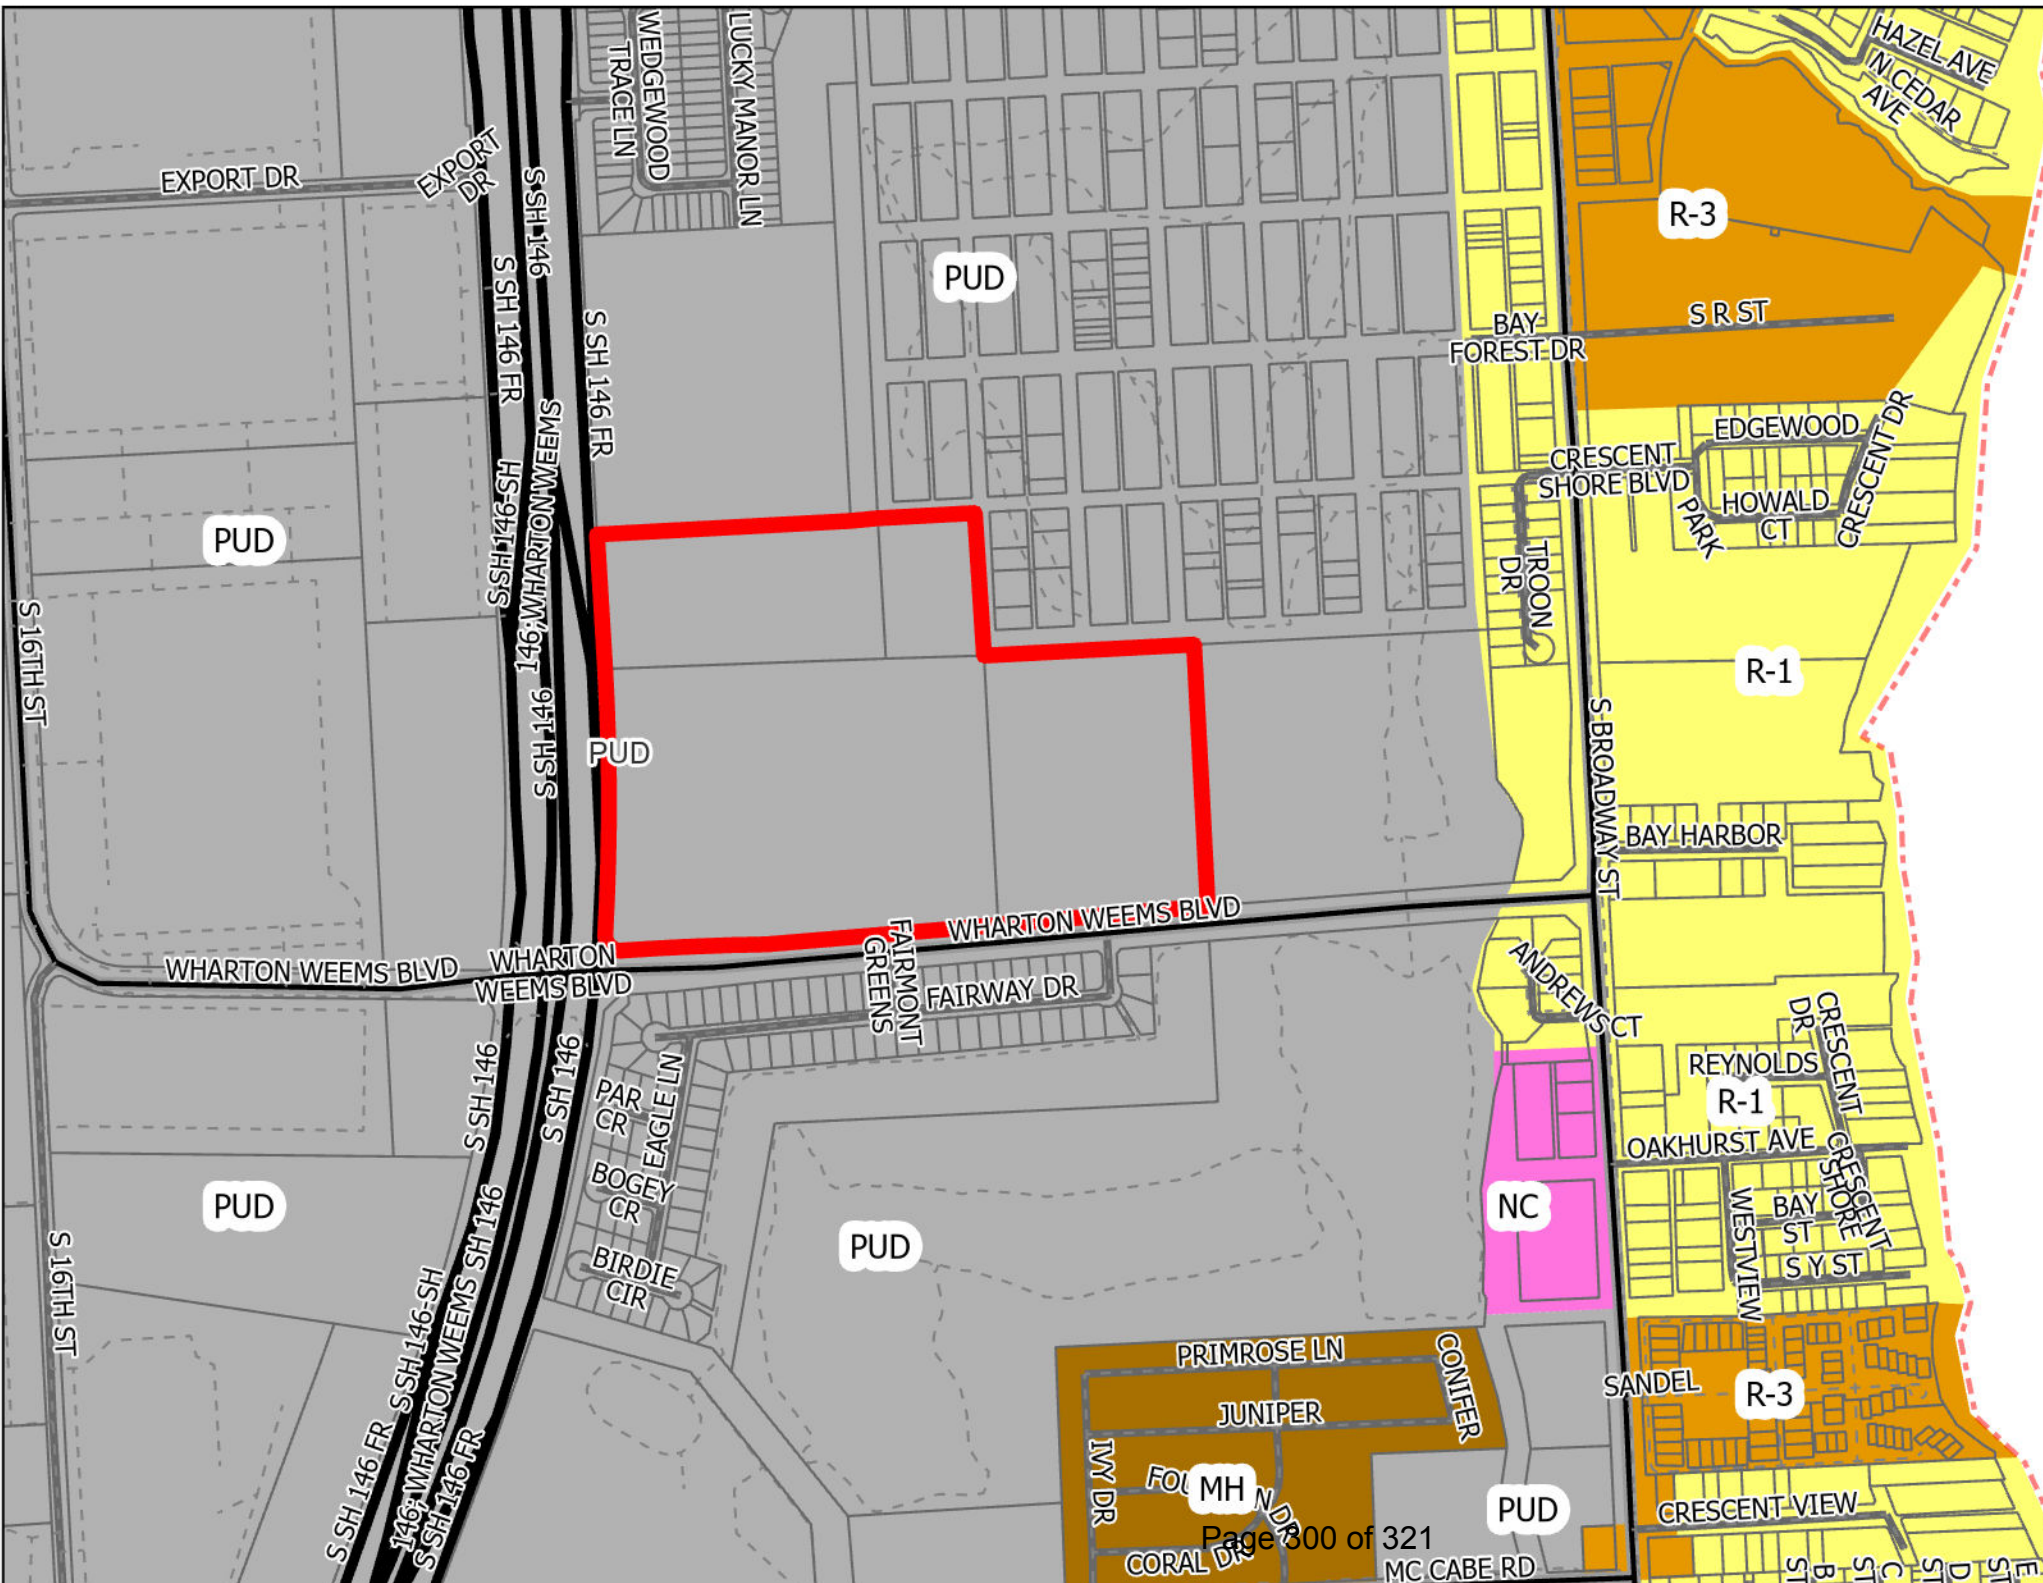 WEDGEWOOD
TRACE LN
LUCKY MANOR LN
HAZEL AVE
N CEDAR
AVE
EXPORT DR
EXPORT
DR
S SH 146
R-3
PUD
S SH 146 FR
S SH 146 FR
S R ST
BAY
FOREST DR
EDGEWOOD
CRESCENT DR
CRESCENT
SHORE BLVD
HOWALD
CT
PARK
PUD
S SH 146 SH
146; WHARTON WEEMS
TROON
DR
S 16TH ST
R-1
S SH 146
PUD
S BROADWAY ST
BAY HARBOR
WHARTON WEEMS BLVD
FAIRMONT
GREENS
WHARTON WEEMS BLVD
WHARTON
WEEMS BLVD
FAIRWAY DR
ANDREWS CT
CRESCENT
DR
REYNOLDS
R-1
S SH 146
S SH 146
PAR
CR
EAGLE LN
OAKHURST AVE
CRESCENT
SHORE
BOGEY
CR
PUD
NC
WESTVIEW
BAY
ST
S Y ST
PUD
BIRDIE
CIR
S 16TH ST
S SH 146 SH
146; WHARTON WEEMS SH 146
S SH 146 FR
S SH 146 FR
PRIMROSE LN
CONIFER
JUNIPER
SANDEL
R-3
IVY DR
MH
PUD
CRESCENT VIEW
CORAL DR
Page 300 of 321
MC CABE RD
ST
B
ST
C
ST
D
ST
E